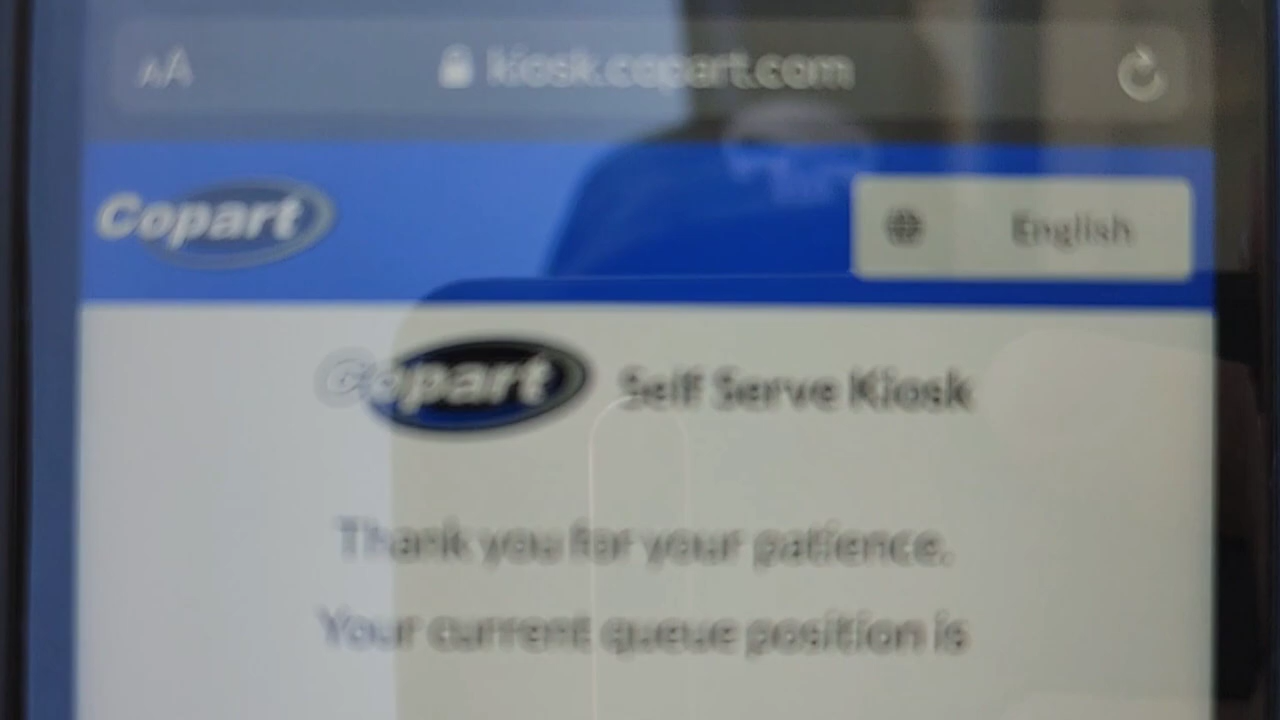 AA kiosk.copart.com
Copart English
Copart Self Serve Kiosk
Thank you for your patience.
Your current queue position is